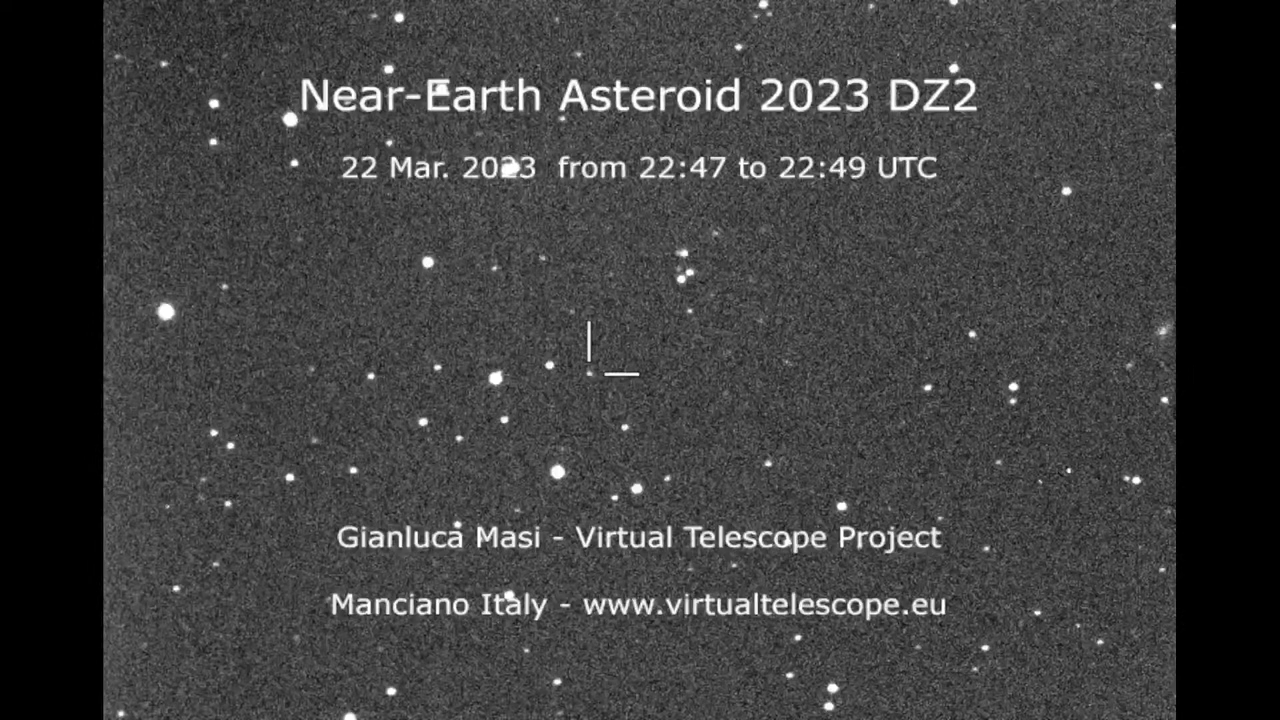 Near-Earth Asteroid 2023 DZ2
22 Mar. 2023 from 22:47 to 22:49 UTC
Gianluca Masi - Virtual Telescope Project
Manciano Italy - www.virtualtelescope.eu